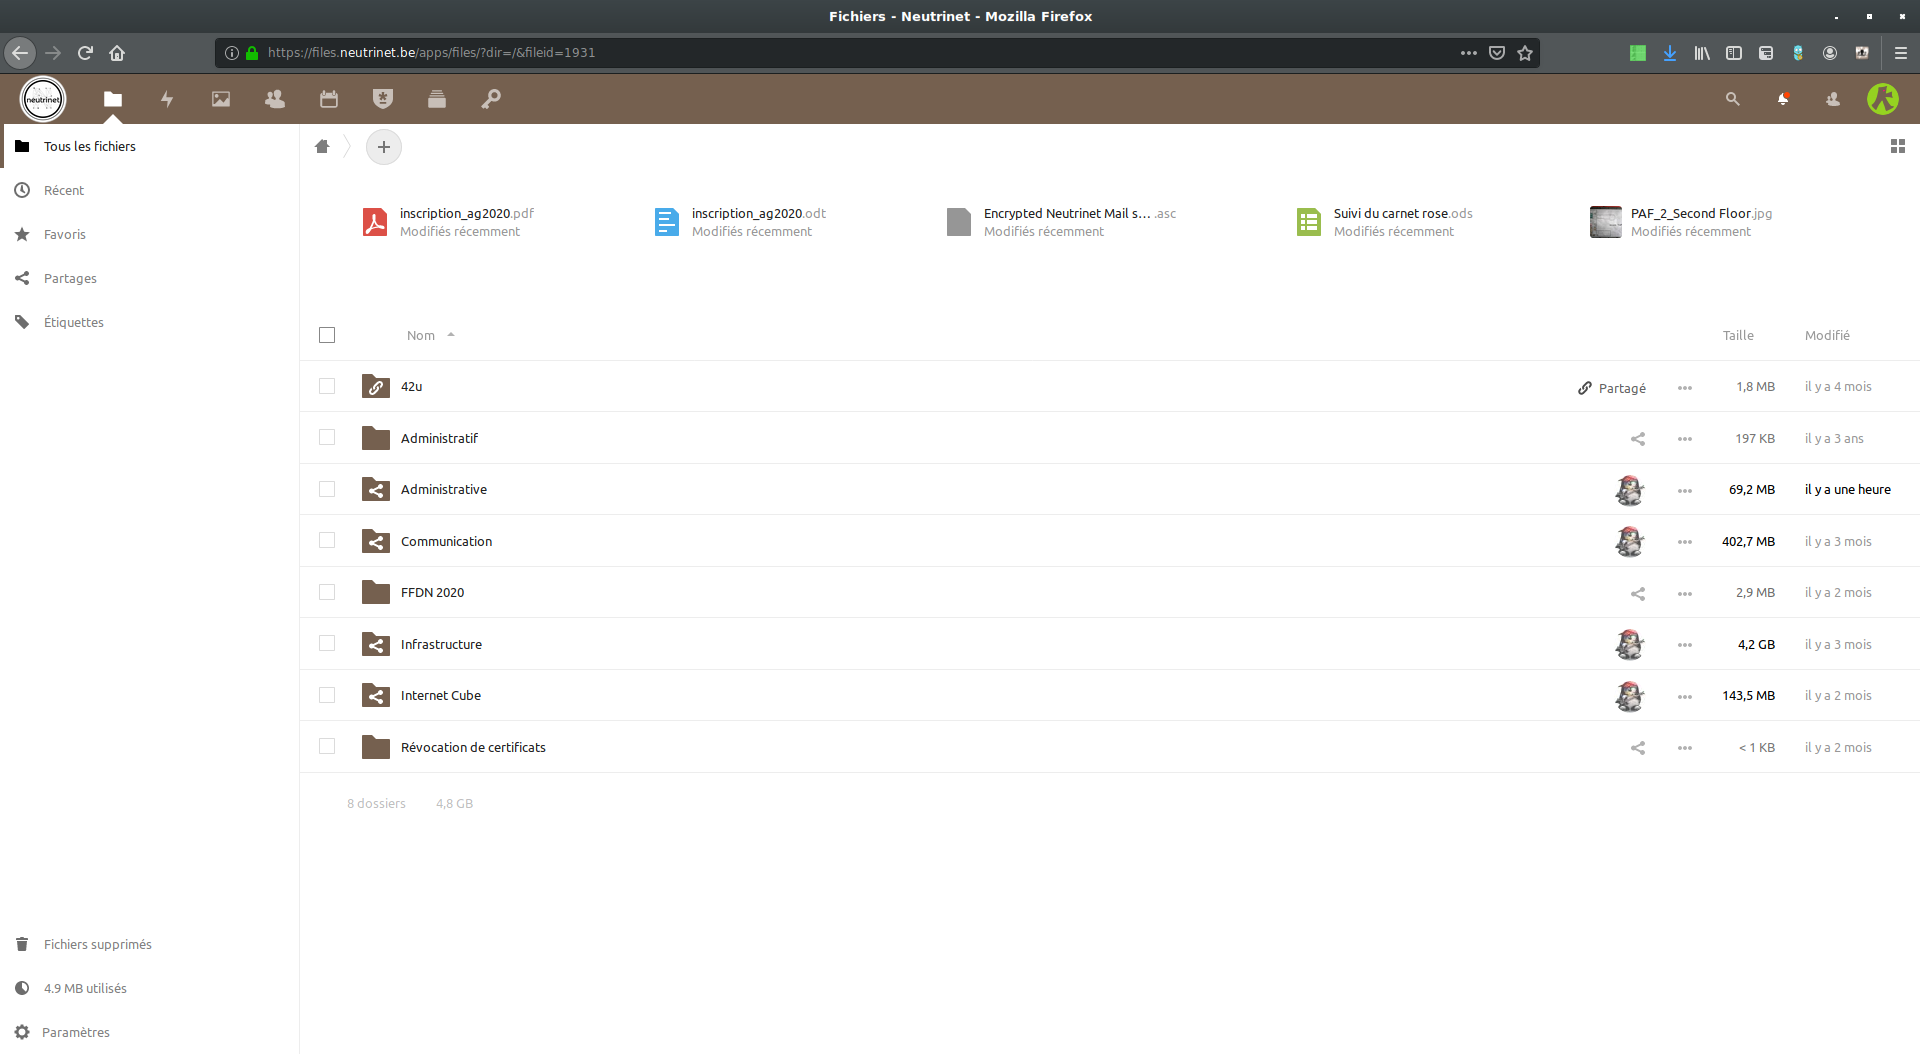 Fichiers - Neutrinet - Mozilla Firefox
https://files.neutrinet.be/apps/files/?dir=/&fileid=1931
neutrinet
Tous les fichiers
Récent
Favoris
Partages
Étiquettes
inscription_ag2020.pdf
Modifiés récemment
inscription_ag2020.odt
Modifiés récemment
Encrypted Neutrinet Mail s... .asc
Modifiés récemment
Suivi du carnet rose.ods
Modifiés récemment
PAF_2_Second Floor.jpg
Modifiés récemment
Nom Taille Modifié
42u Partagé 1,8 MB il y a 4 mois
Administratif 197 KB il y a 3 ans
Administrative 69,2 MB il y a une heure
Communication 402,7 MB il y a 3 mois
FFDN 2020 2,9 MB il y a 2 mois
Infrastructure 4,2 GB il y a 3 mois
Internet Cube 143,5 MB il y a 2 mois
Révocation de certificats < 1 KB il y a 2 mois
8 dossiers 4,8 GB
Fichiers supprimés
4.9 MB utilisés
Paramètres